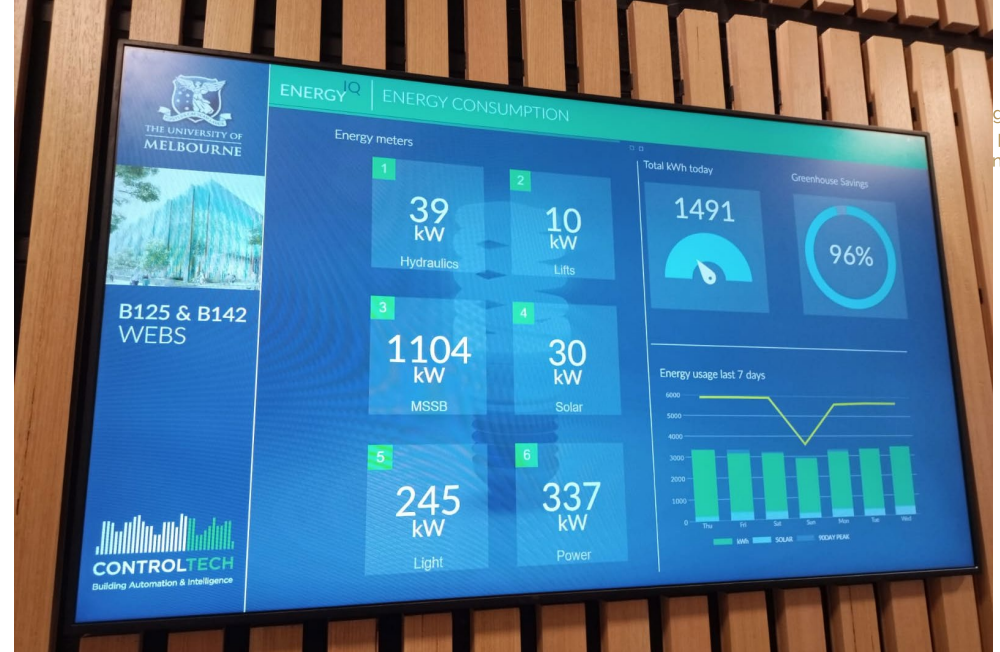 THE UNIVERSITY OF
MELBOURNE
B125 & B142
WEBS
CONTROLTECH
Building Automation & Intelligence
ENERGY IQ | ENERGY CONSUMPTION
Energy meters
1
39
kW
Hydraulics
2
10
kW
Lifts
3
1104
kW
MSSB
4
30
kW
Solar
5
245
kW
Light
6
337
kW
Power
Total kWh today
1491
Greenhouse Savings
96%
Energy usage last 7 days
6000
5000
4000
3000
2000
1000
0
Thu Fri Sat Sun Mon Tue Wed
kWh SOLAR 90DAY PEAK